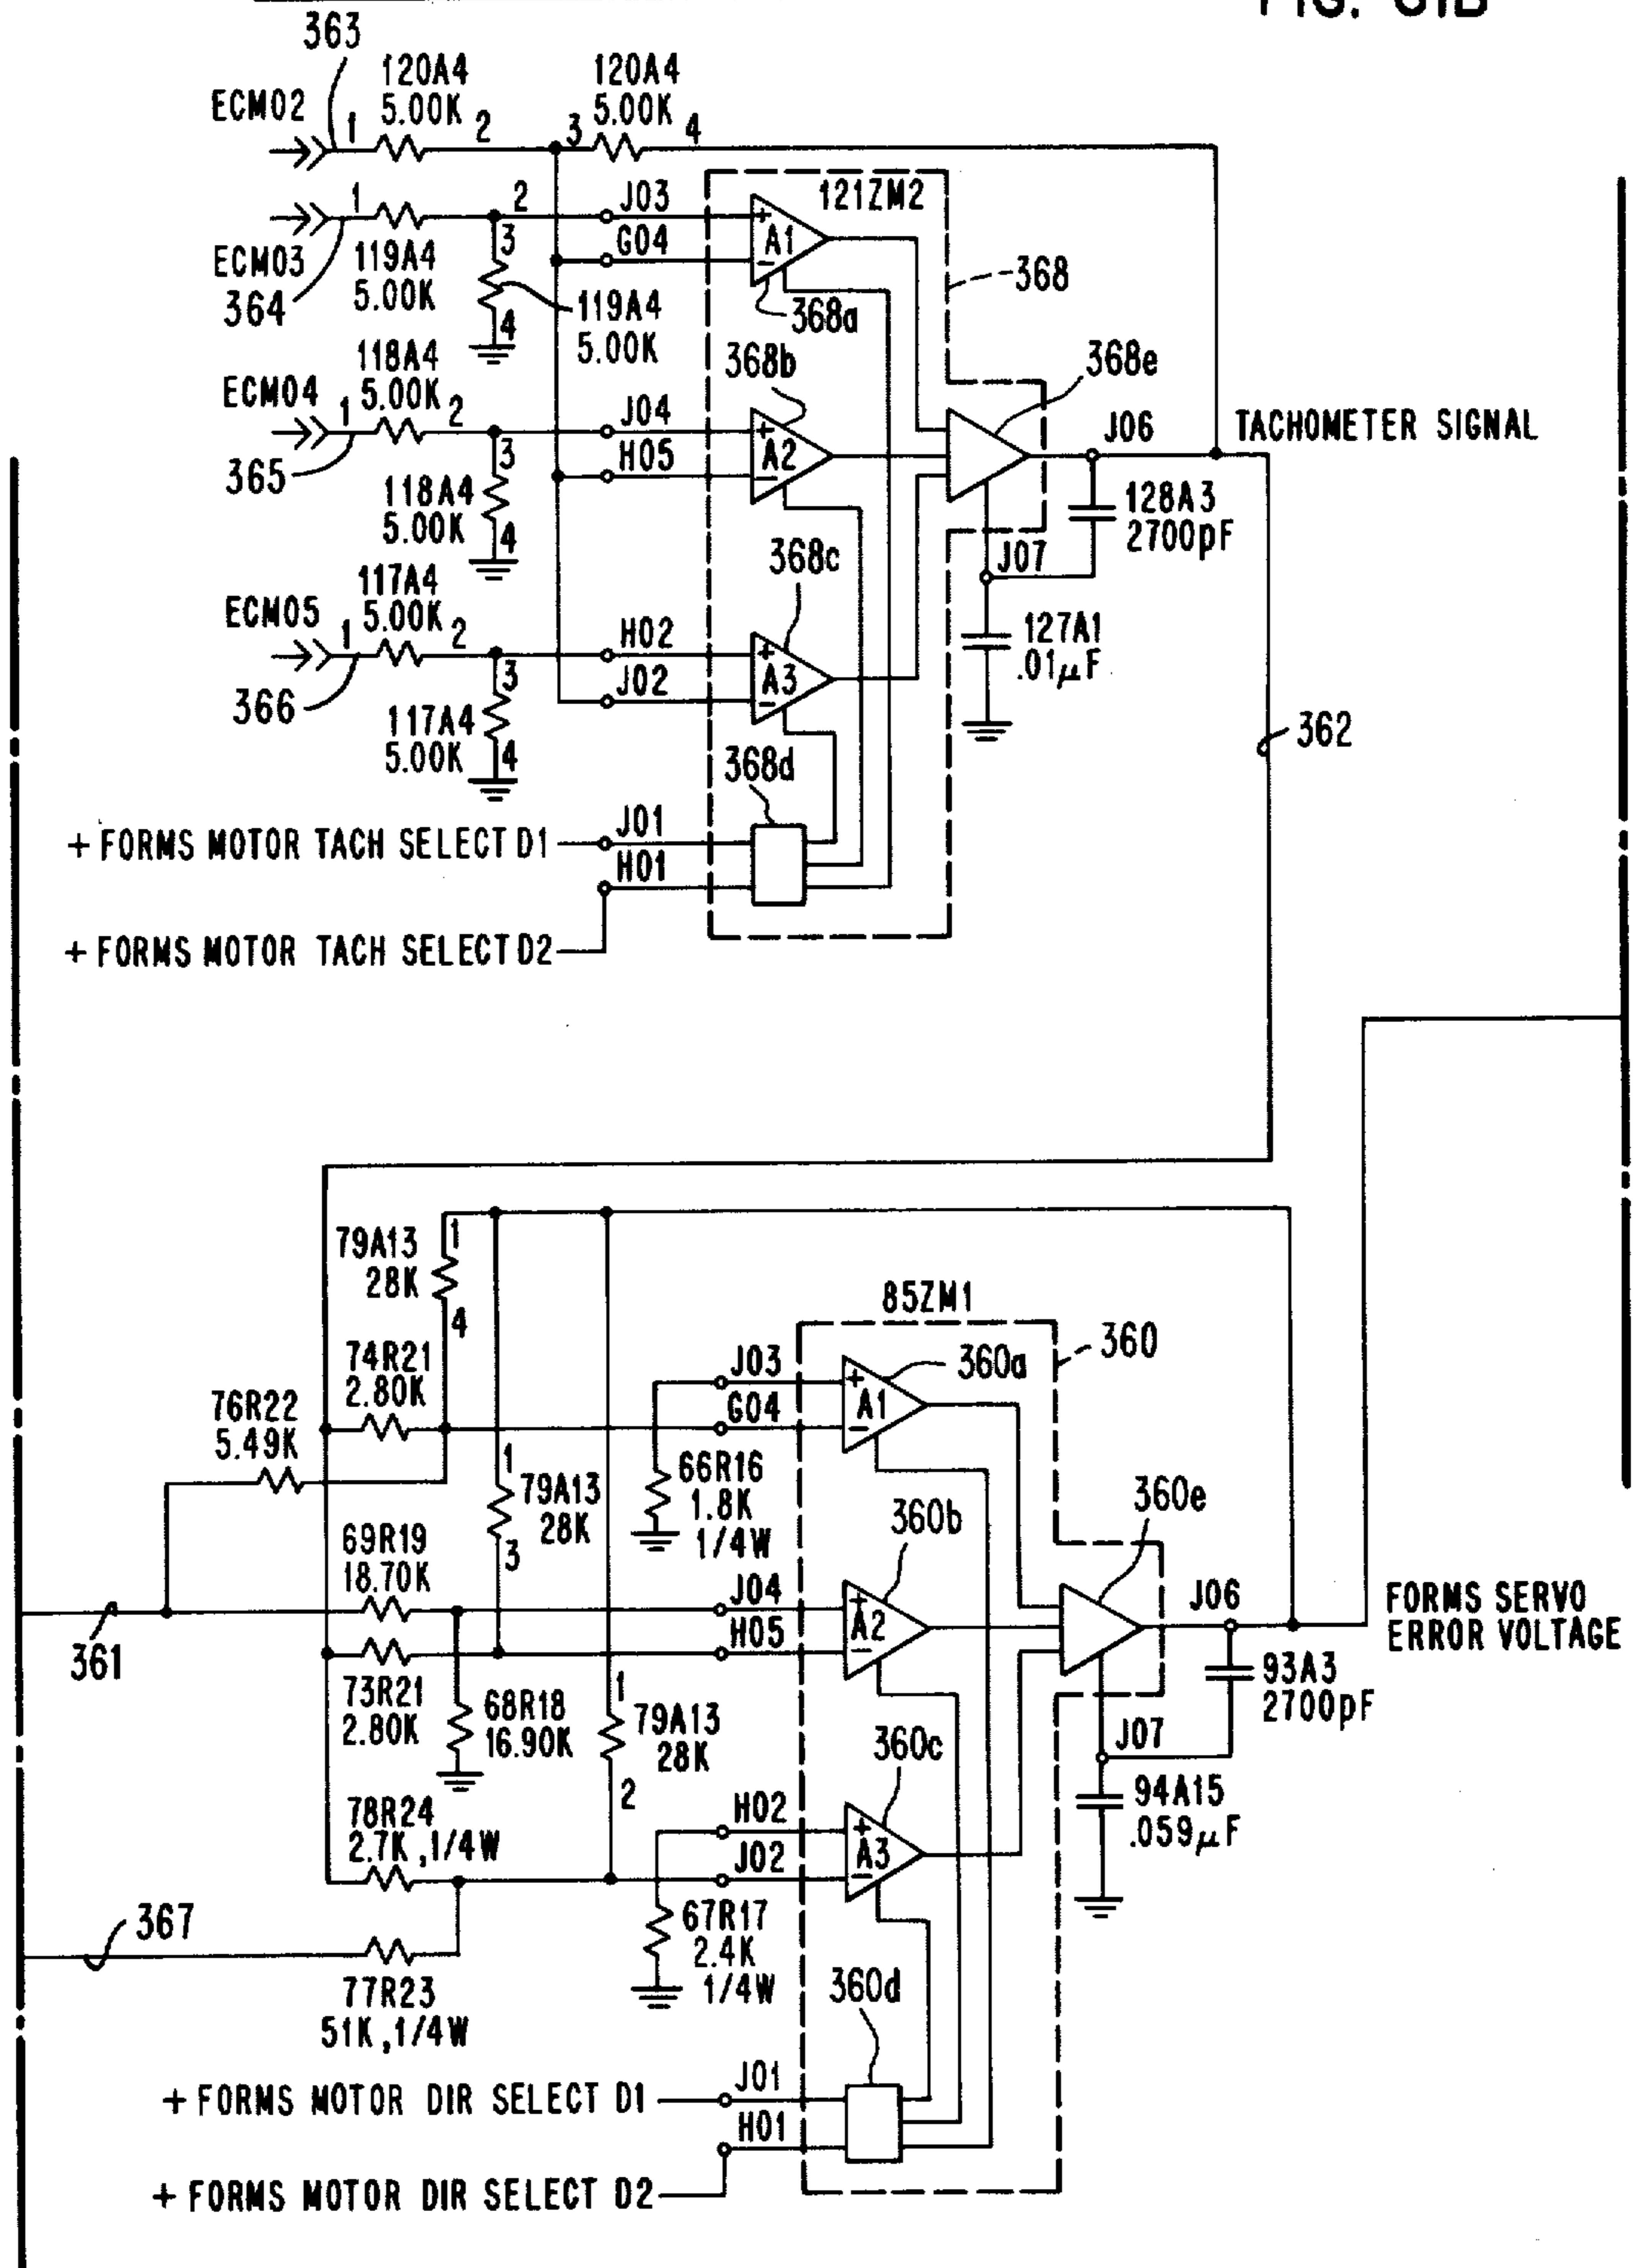 363
120A4
5.00K
120A4
5.00K
ECM02
1
2
3
4
1
2
J03
121ZM2
+
A1
-
G04
3
ECM03
364
119A4
5.00K
119A4
5.00K
4
368a
368
118A4
5.00K
368b
368e
ECM04
1
2
J04
+
A2
-
H05
J06
TACHOMETER SIGNAL
365
3
118A4
5.00K
4
128A3
2700pF
J07
368c
117A4
5.00K
ECM05
1
2
H02
+
A3
-
J02
127A1
.01µF
366
3
117A4
5.00K
4
362
368d
+ FORMS MOTOR TACH SELECT D1
J01
H01
+ FORMS MOTOR TACH SELECT D2
79A13
28K
1
4
85ZM1
360
74R21
2.80K
J03
+
A1
-
360a
76R22
5.49K
G04
1
79A13
28K
3
66R16
1.8K
1/4W
360b
360e
69R19
18.70K
J04
+
A2
-
H05
J06
FORMS SERVO
ERROR VOLTAGE
361
73R21
2.80K
68R18
16.90K
1
79A13
28K
2
360c
93A3
2700pF
J07
78R24
2.7K,1/4W
H02
+
A3
-
J02
94A15
.059µF
367
67R17
2.4K
1/4W
360d
77R23
51K,1/4W
+ FORMS MOTOR DIR SELECT D1
J01
H01
+ FORMS MOTOR DIR SELECT D2